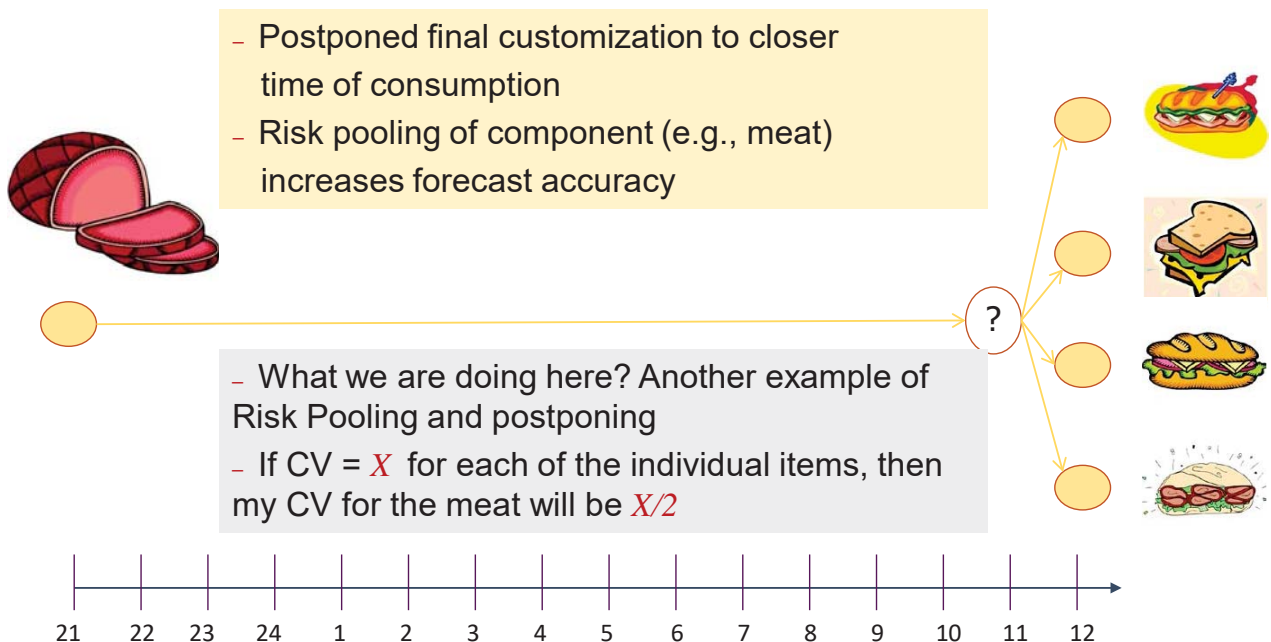 – Postponed final customization to closer
time of consumption
– Risk pooling of component (e.g., meat)
increases forecast accuracy
?
– What we are doing here? Another example of
Risk Pooling and postponing
– If CV = X for each of the individual items, then
my CV for the meat will be X/2
21 22 23 24 1 2 3 4 5 6 7 8 9 10 11 12